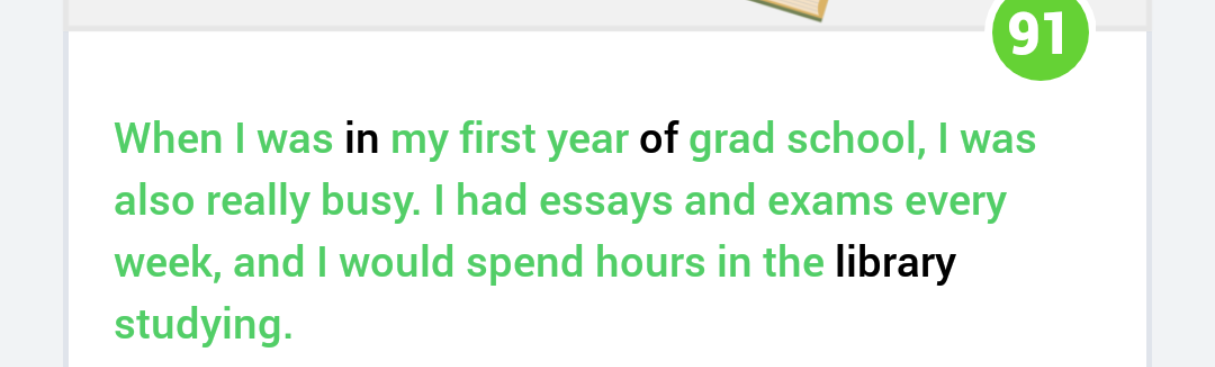 91
When I was in my first year of grad school, I was
also really busy. I had essays and exams every
week, and I would spend hours in the library
studying.